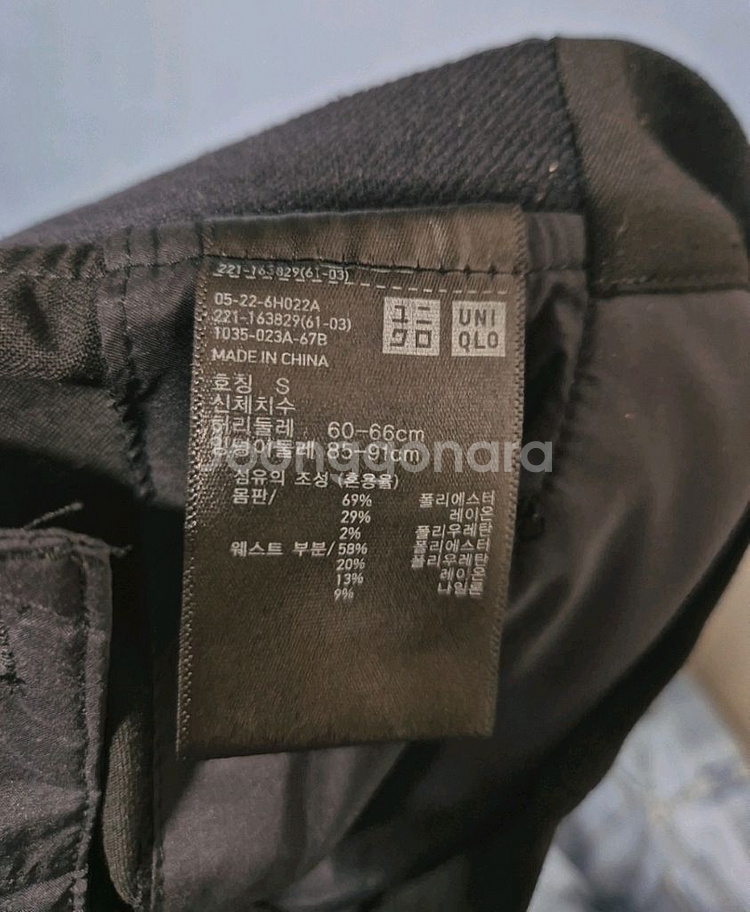 221-163829(61-03)
05-22-6H022A
221-163829(61-03)
1035-023A-67B
MADE IN CHINA
ユニ
クロ
UNI
QLO
호칭 S
신체치수
허리둘레 60-66cm
엉덩이둘레 85-91cm
Joonggonara
섬유의 조성 (혼용율)
몸판/ 69% 폴리에스터
29% 레이온
2% 폴리우레탄
웨스트 부분/58% 폴리에스터
20% 폴리우레탄
13% 레이온
9% 나일론